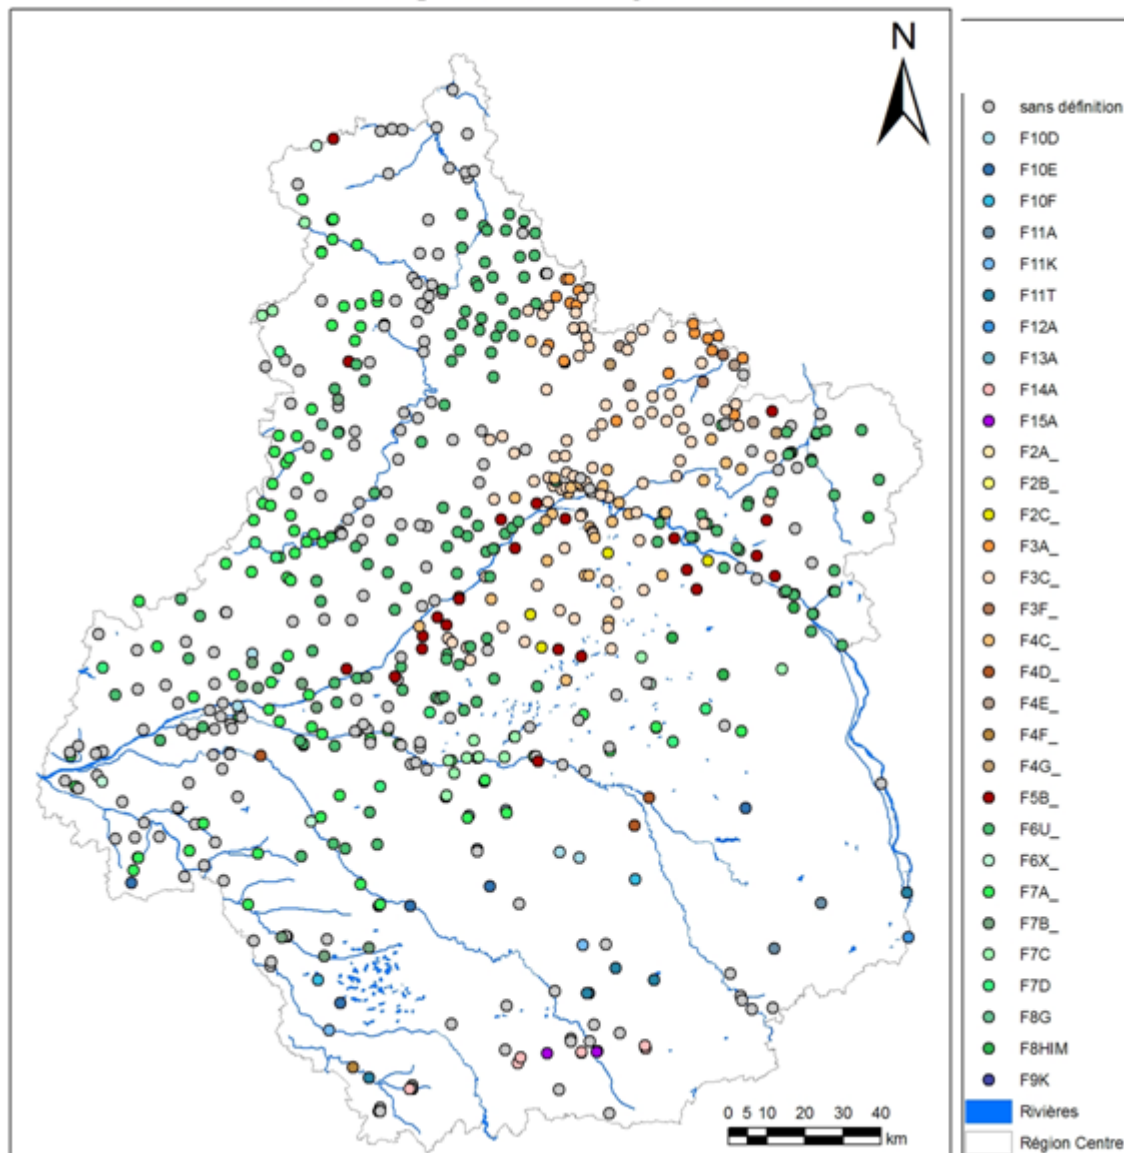 N
sans définition
F10D
F10E
F10F
F11A
F11K
F11T
F12A
F13A
F14A
F15A
F2A_
F2B_
F2C_
F3A_
F3C_
F3F_
F4C_
F4D_
F4E_
F4F_
F4G_
F5B_
F6U_
F6X_
F7A_
F7B_
F7C
F7D
F8G
F8HIM
F9K
Rivières
Région Centre
0 5 10 20 30 40
km